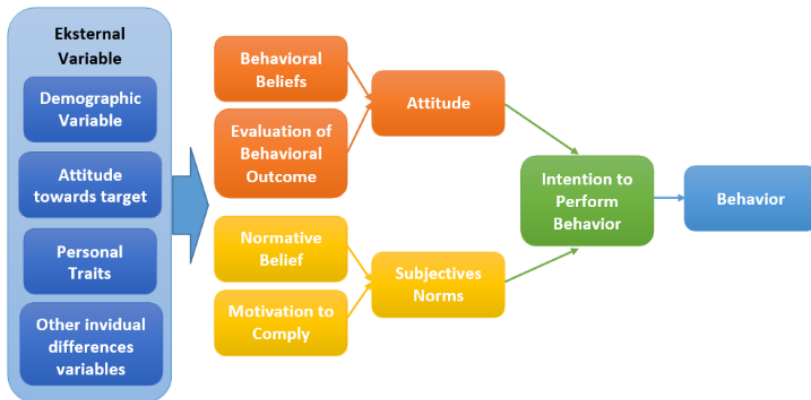 Eksternal
Variable
Demographic
Variable
Attitude
towards target
Personal
Traits
Other invidual
differences
variables
Behavioral
Beliefs
Evaluation of
Behavioral
Outcome
Normative
Belief
Motivation to
Comply
Attitude
Subjectives
Norms
Intention to
Perform
Behavior
Behavior